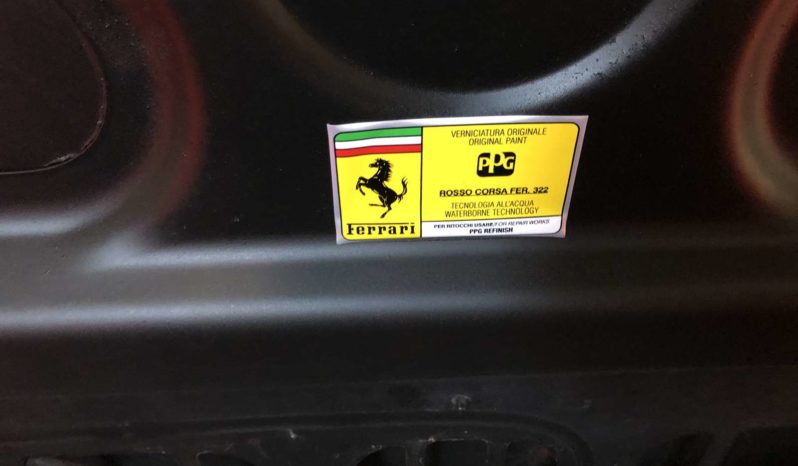 Ferrari
VERNICIATURA ORIGINALE
ORIGINAL PAINT
PPG
ROSSO CORSA FER. 322
TECNOLOGIA ALL'ACQUA
WATERBORNE TECHNOLOGY
PER RITOCCHI USARE/FOR REPAIR WORKS
PPG REFINISH